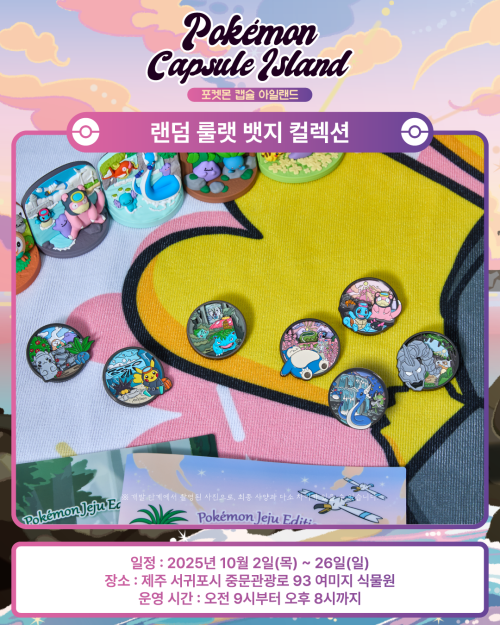 Pokémon
Capsule Island
포켓몬 캡슐 아일랜드
랜덤 룰랫 뱃지 컬렉션
Pokémon Jeju E
Pokémon Jeju Editi
일정 : 2025년 10월 2일(목) ~ 26일(일)
장소 : 제주 서귀포시 중문관광로 93 여미지 식물원
운영 시간 : 오전 9시부터 오후 8시까지